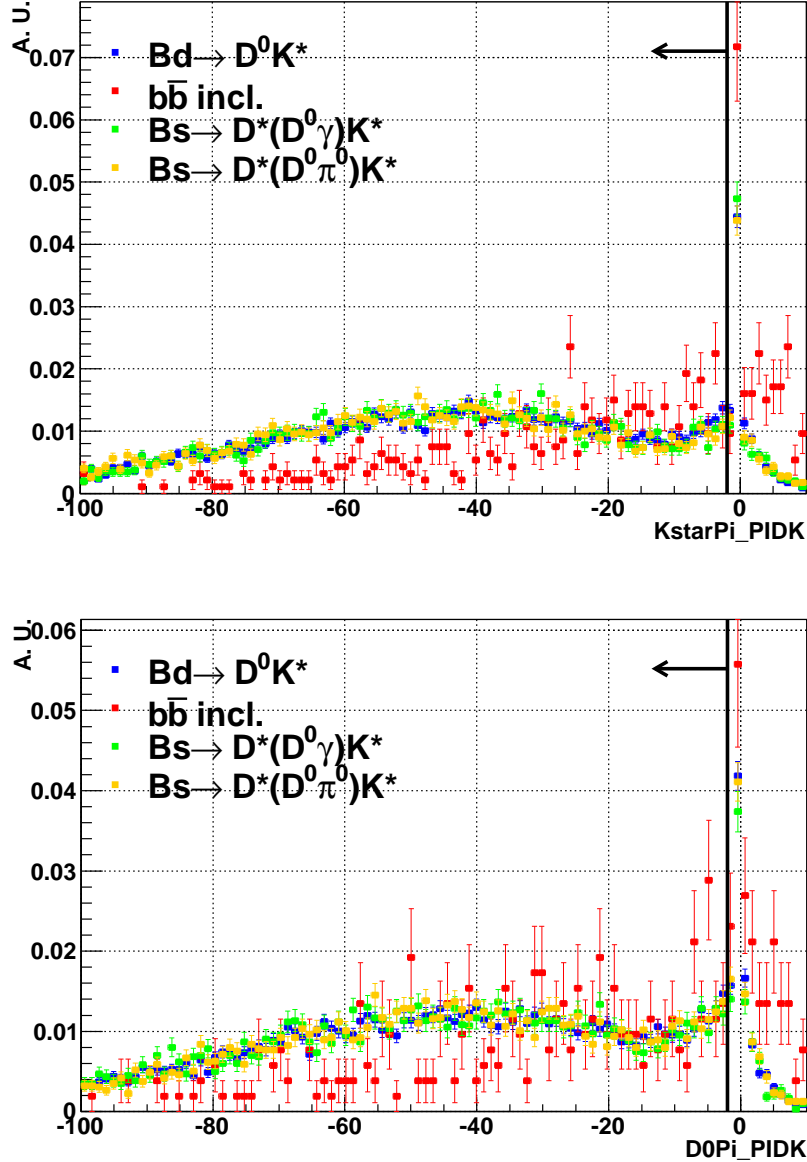 A. U.
Bd→ D⁰K*
bb̅ incl.
Bs→ D*(D⁰γ)K*
Bs→ D*(D⁰π⁰)K*
0.07
0.06
0.05
0.04
0.03
0.02
0.01
0
-100 -80 -60 -40 -20 0
KstarPi_PIDK
A. U.
Bd→ D⁰K*
bb̅ incl.
Bs→ D*(D⁰γ)K*
Bs→ D*(D⁰π⁰)K*
0.06
0.05
0.04
0.03
0.02
0.01
0
-100 -80 -60 -40 -20 0
D0Pi_PIDK